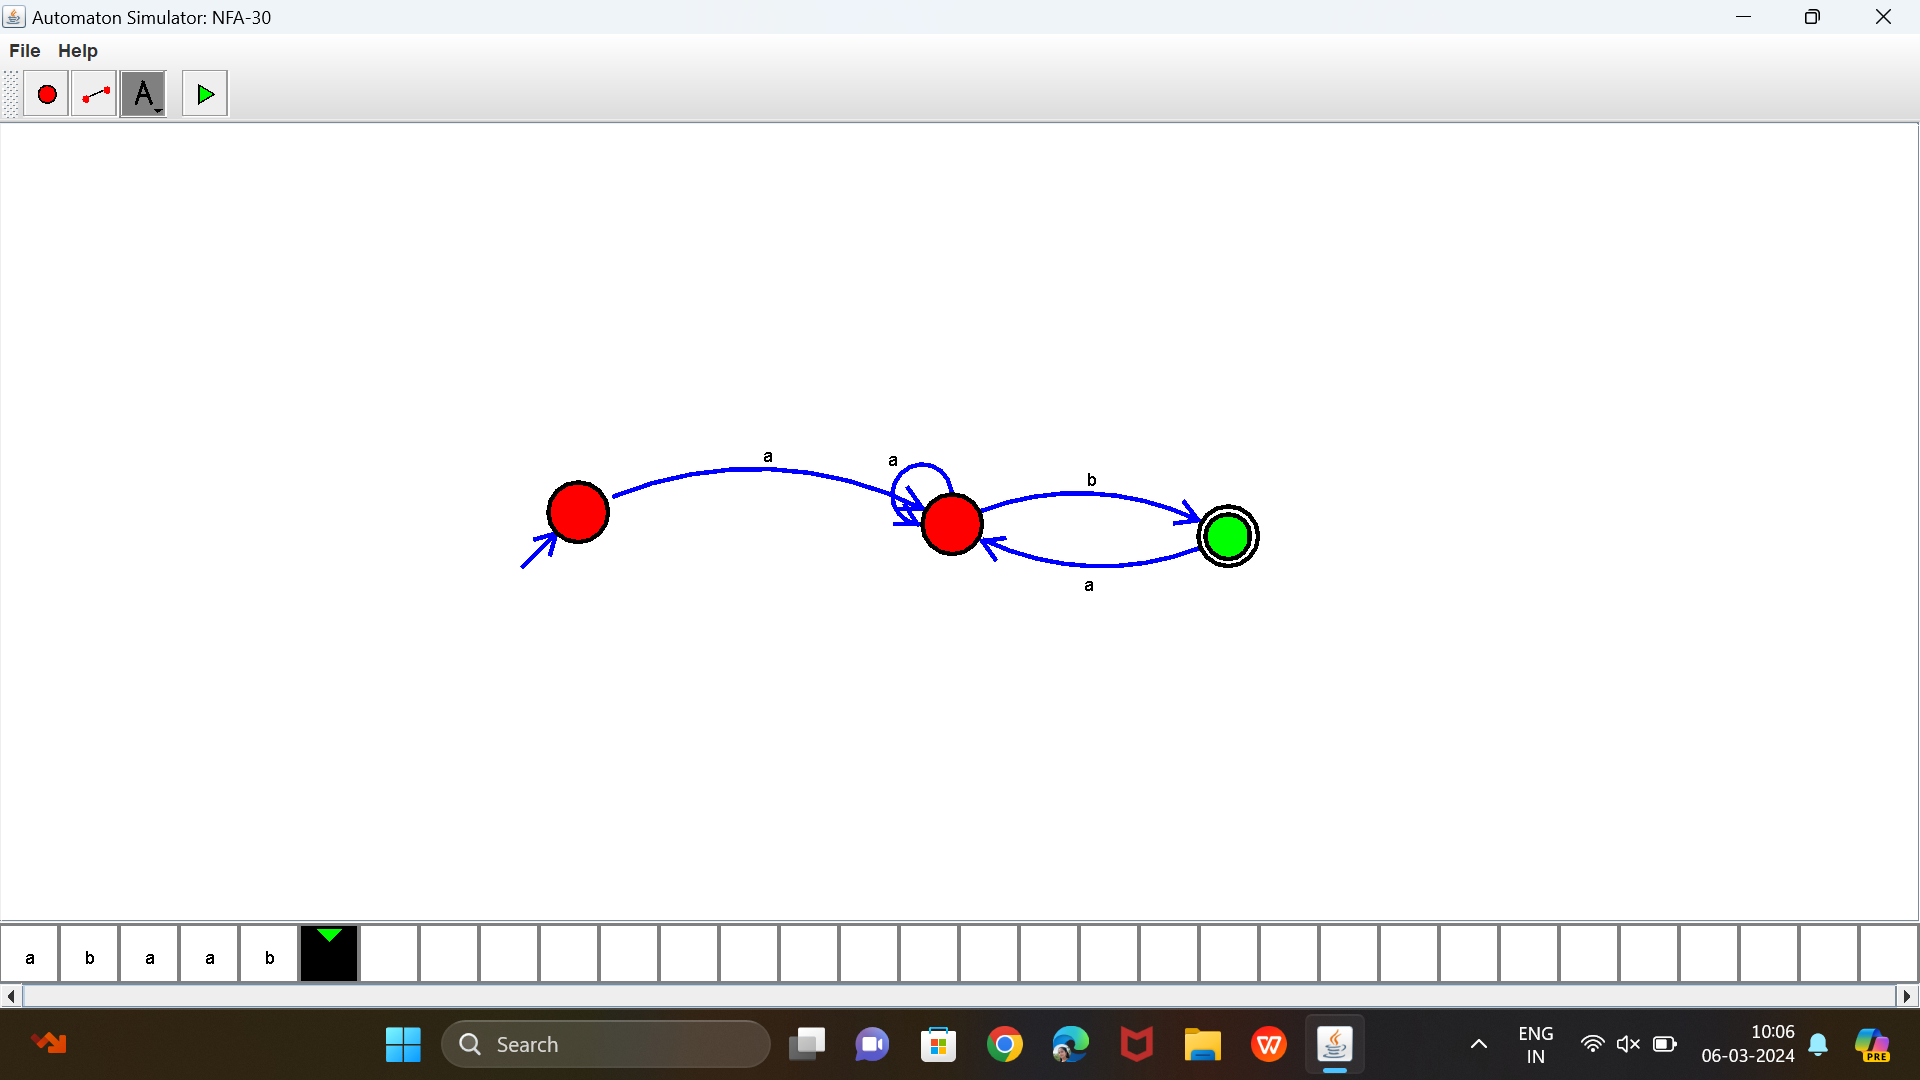 Automaton Simulator: NFA-30
File Help
A
a
a
b
a
a b a a b
Search
ENG
IN
10:06
06-03-2024
PRE